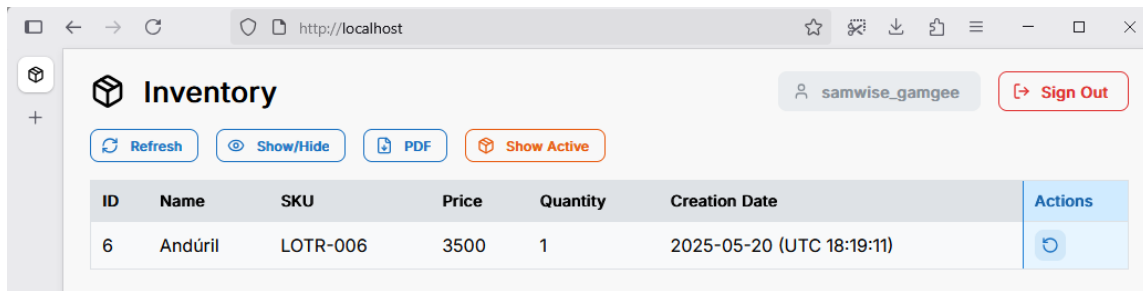 http://localhost
Inventory
samwise_gamgee
Sign Out
Refresh
Show/Hide
PDF
Show Active
ID Name SKU Price Quantity Creation Date Actions
6 Andúril LOTR-006 3500 1 2025-05-20 (UTC 18:19:11)